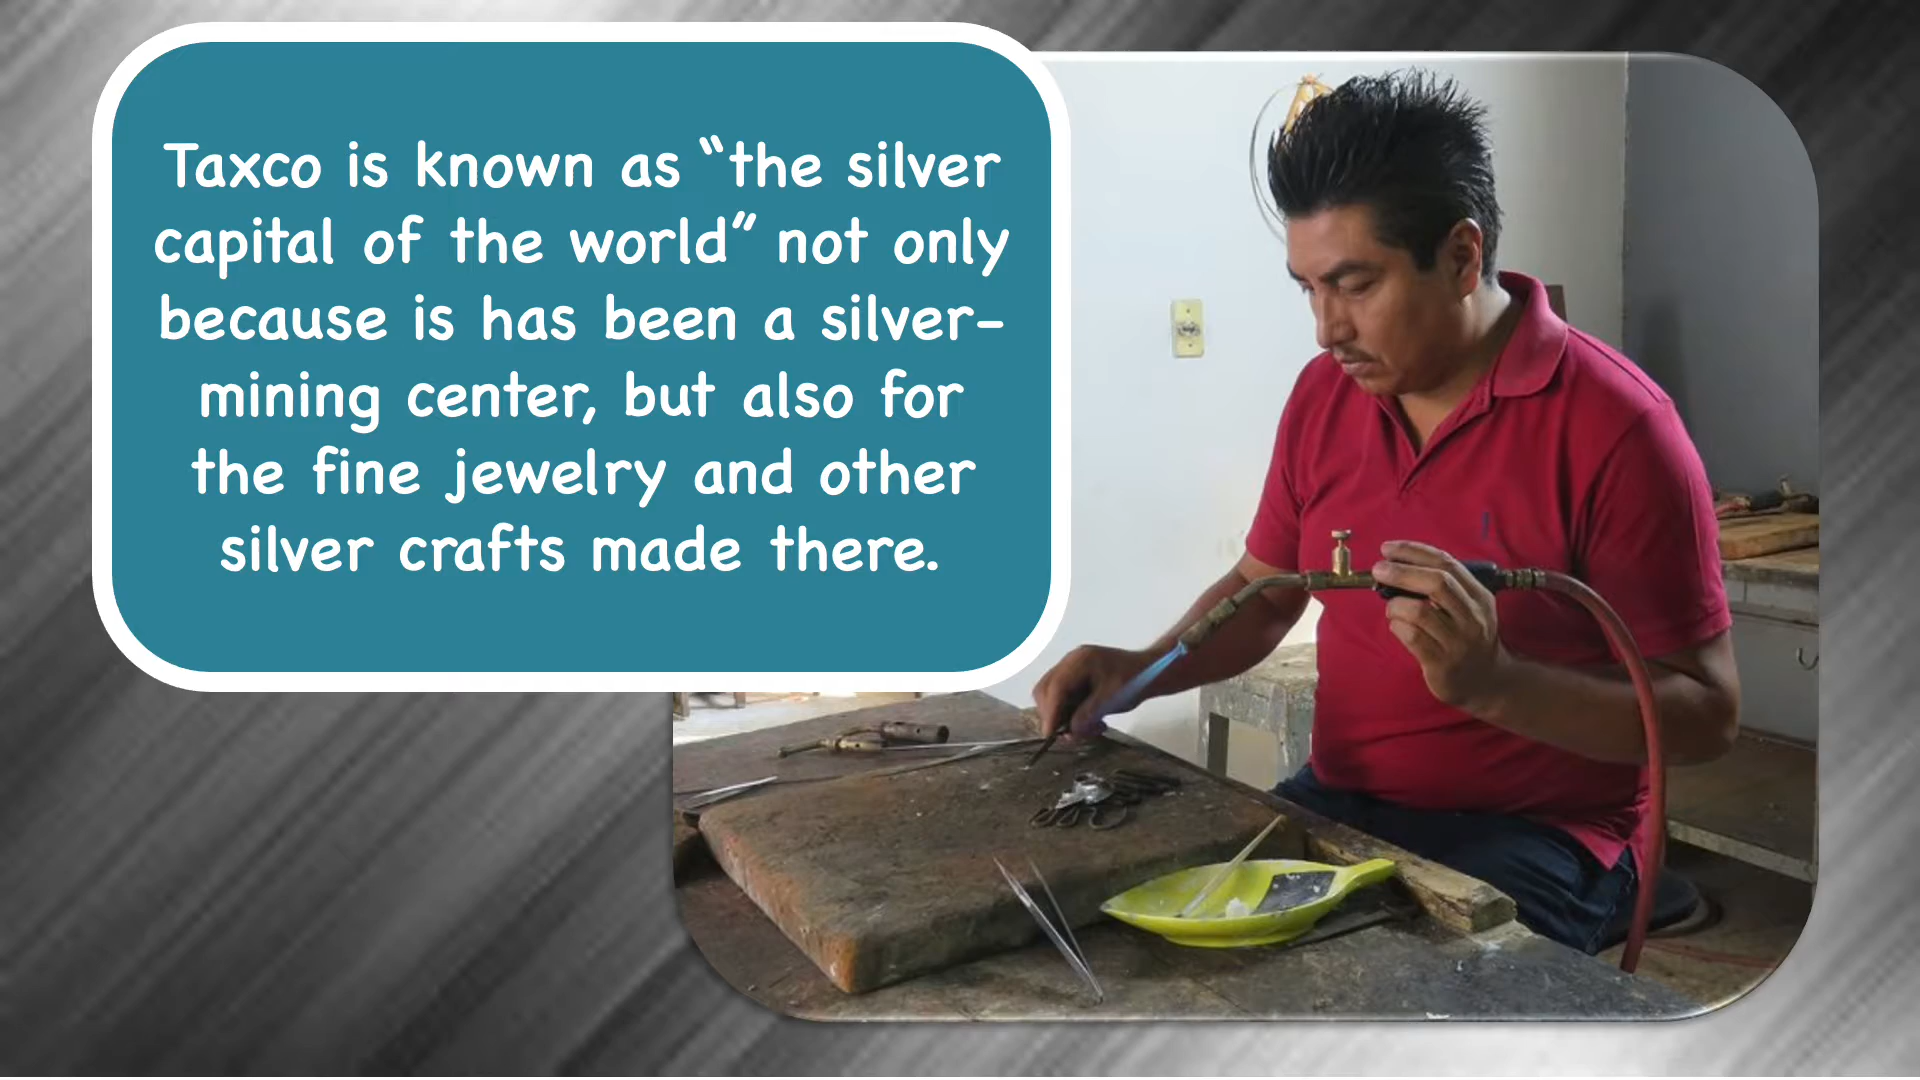 Taxco is known as “the silver
capital of the world” not only
because is has been a silver-
mining center, but also for
the fine jewelry and other
silver crafts made there.